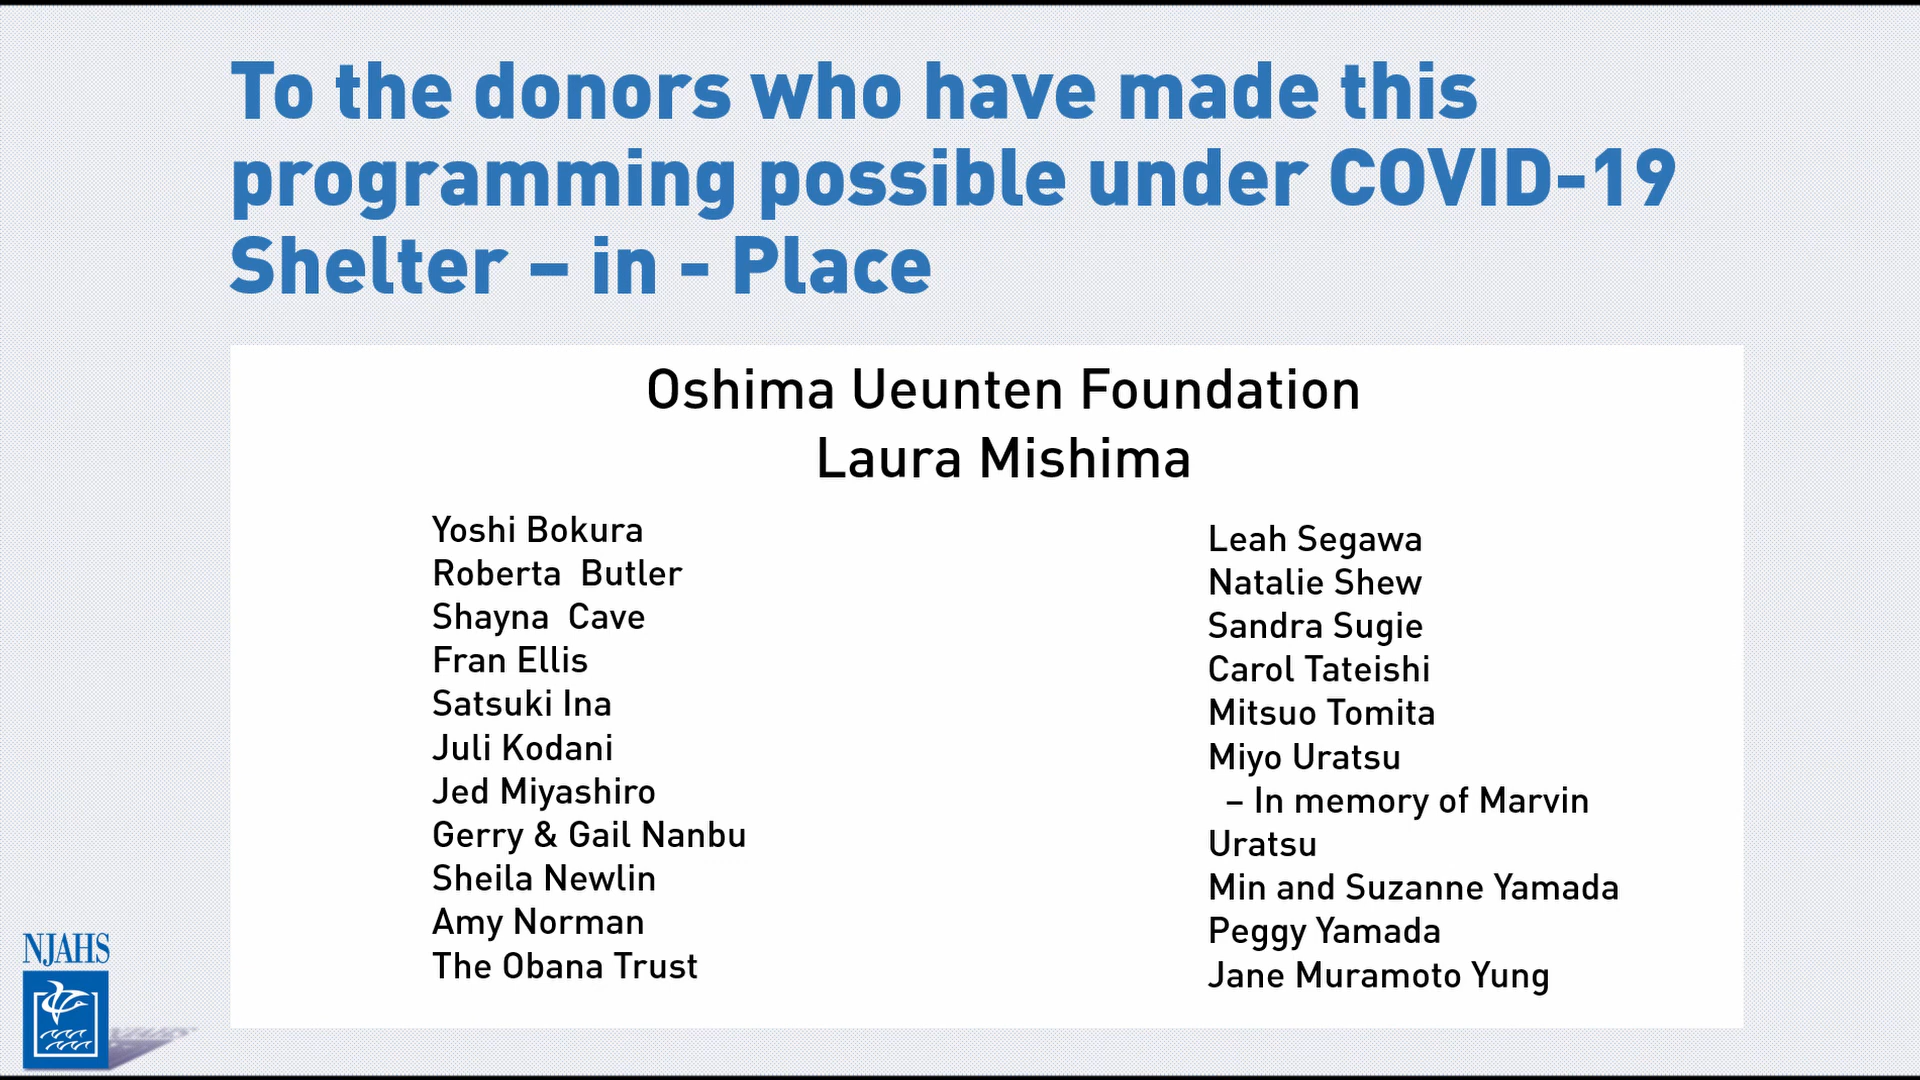 To the donors who have made this
programming possible under COVID-19
Shelter – in - Place
Oshima Ueunten Foundation
Laura Mishima
Yoshi Bokura
Roberta  Butler
Shayna  Cave
Fran Ellis
Satsuki Ina
Juli Kodani
Jed Miyashiro
Gerry & Gail Nanbu
Sheila Newlin
Amy Norman
The Obana Trust
Leah Segawa
Natalie Shew
Sandra Sugie
Carol Tateishi
Mitsuo Tomita
Miyo Uratsu
– In memory of Marvin
Uratsu
Min and Suzanne Yamada
Peggy Yamada
Jane Muramoto Yung
NJAHS